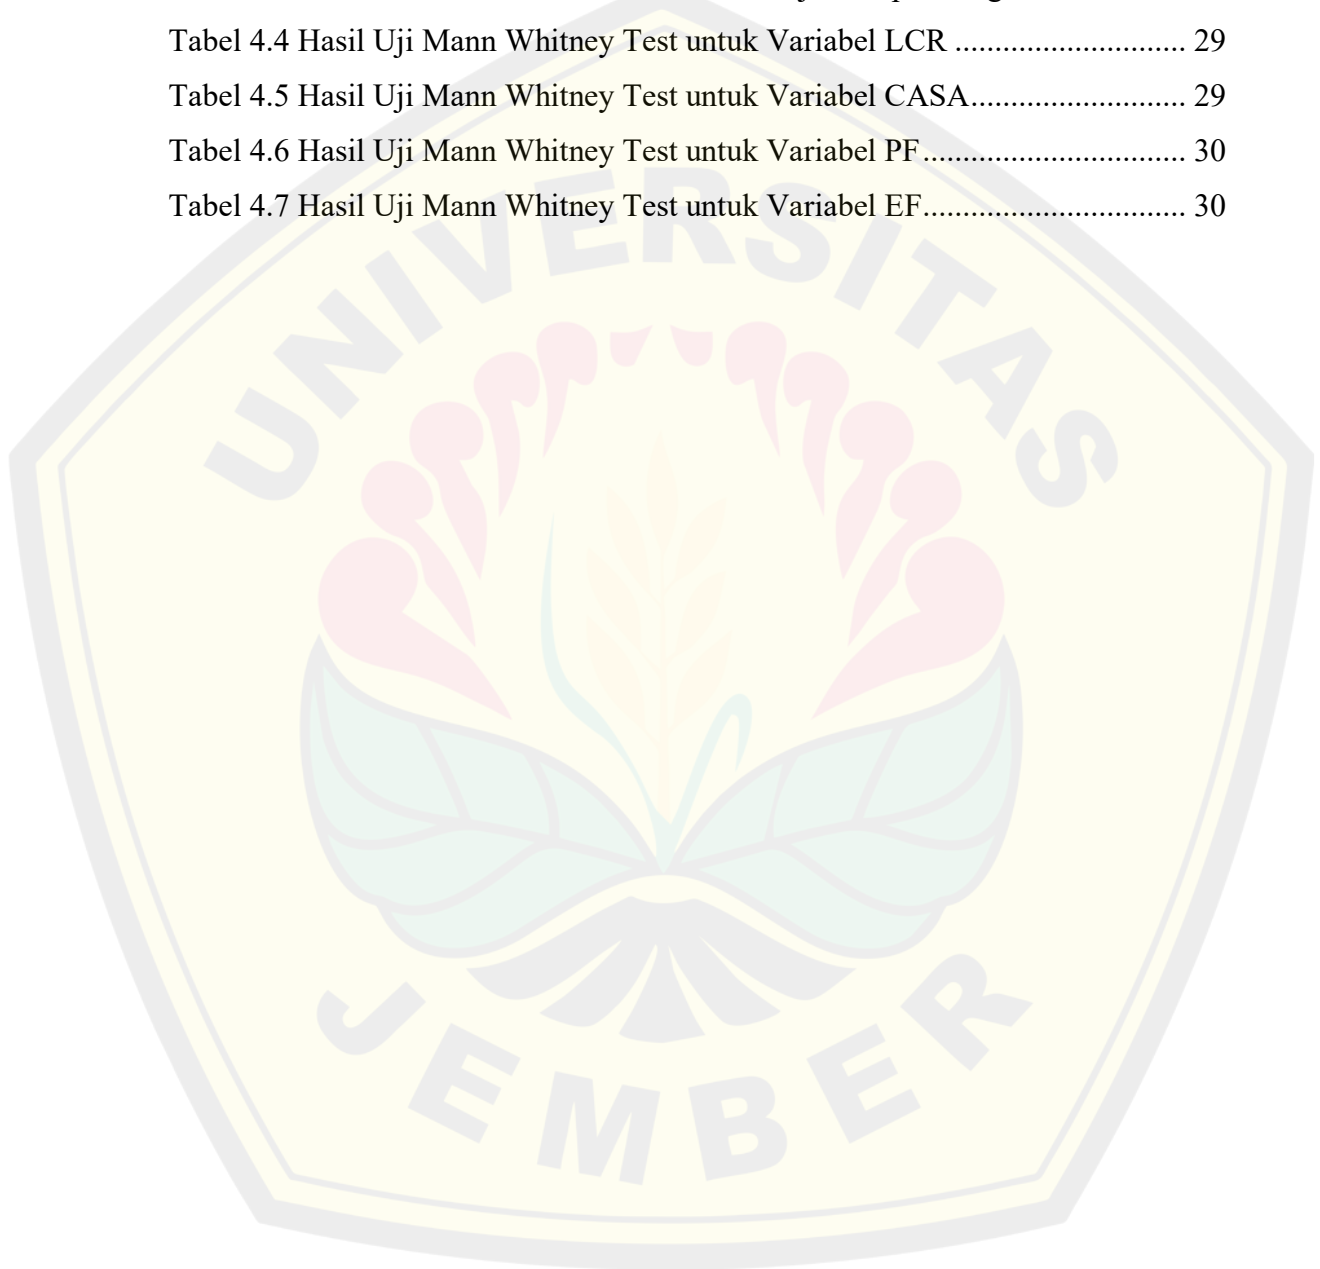 Tabel 4.4 Hasil Uji Mann Whitney Test untuk Variabel LCR ............................. 29
Tabel 4.5 Hasil Uji Mann Whitney Test untuk Variabel CASA........................... 29
Tabel 4.6 Hasil Uji Mann Whitney Test untuk Variabel PF................................. 30
Tabel 4.7 Hasil Uji Mann Whitney Test untuk Variabel EF................................. 30
UNIVERSITAS
JEMBER